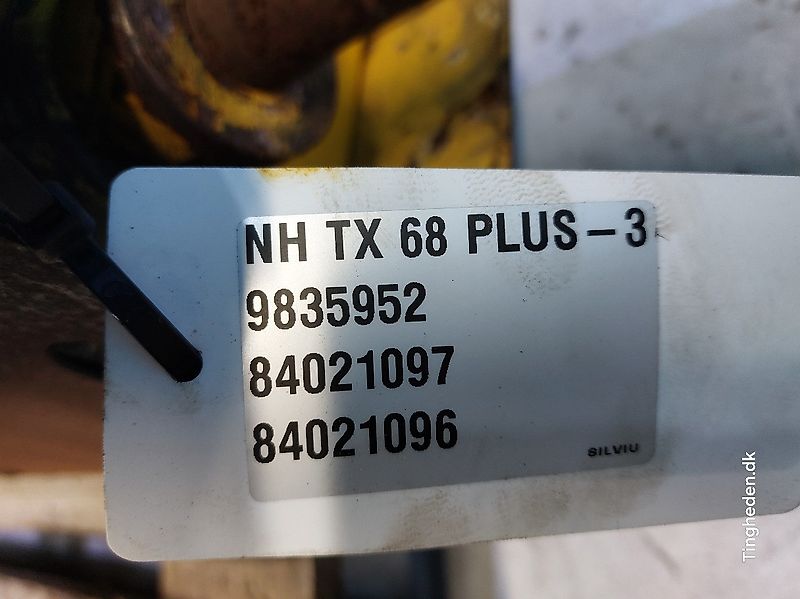 NH TX 68 PLUS-3
9835952
84021097
84021096
SILVIU
Tingheden.dk